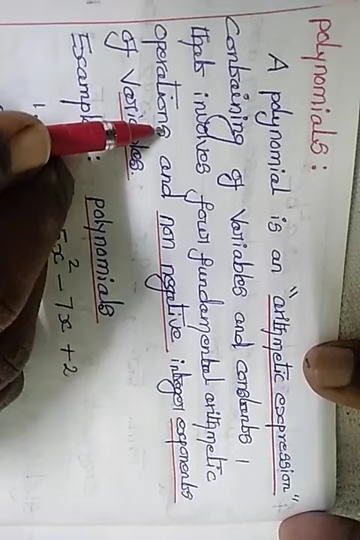 polynomials :
A polynomial is an "arithmetic expression" ;
Containing of variables and constants ,
that involves four fundamental arithmetic
operations and non negative integer exponents
of variables.
Example: polynomials
5x² - 7x + 2